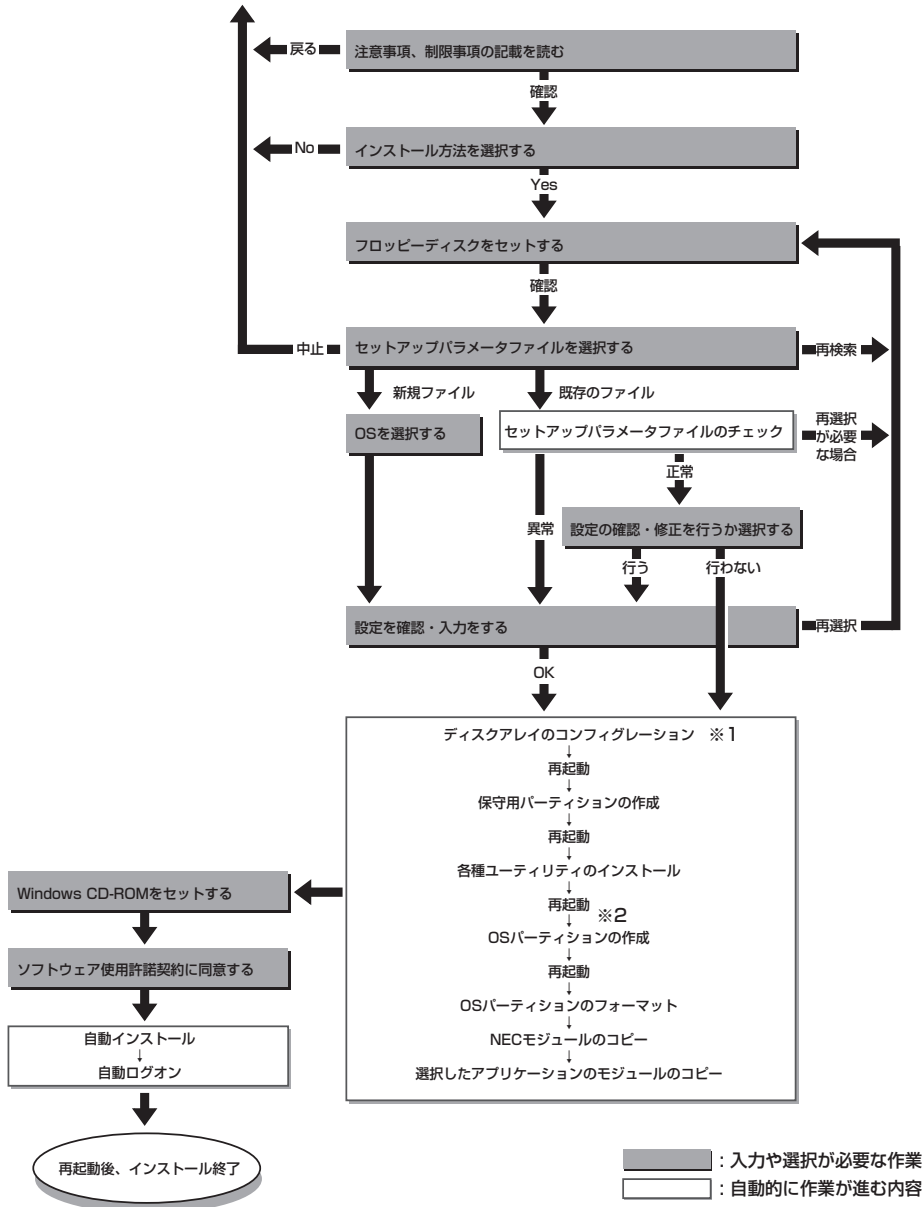 戻る
注意事項、制限事項の記載を読む
確認
No
インストール方法を選択する
Yes
フロッピーディスクをセットする
確認
中止
セットアップパラメータファイルを選択する
再検索
新規ファイル
既存のファイル
OSを選択する
セットアップパラメータファイルのチェック
再選択
が必要
な場合
正常
異常
設定の確認・修正を行うか選択する
行う
行わない
設定を確認・入力をする
再選択
OK
ディスクアレイのコンフィグレーション ※1
↓
再起動
↓
保守用パーティションの作成
↓
再起動
↓
各種ユーティリティのインストール
↓
再起動
↓ ※2
OSパーティションの作成
↓
再起動
↓
OSパーティションのフォーマット
↓
NECモジュールのコピー
↓
選択したアプリケーションのモジュールのコピー
Windows CD-ROMをセットする
ソフトウェア使用許諾契約に同意する
自動インストール
↓
自動ログオン
再起動後、インストール終了
：入力や選択が必要な作業
：自動的に作業が進む内容